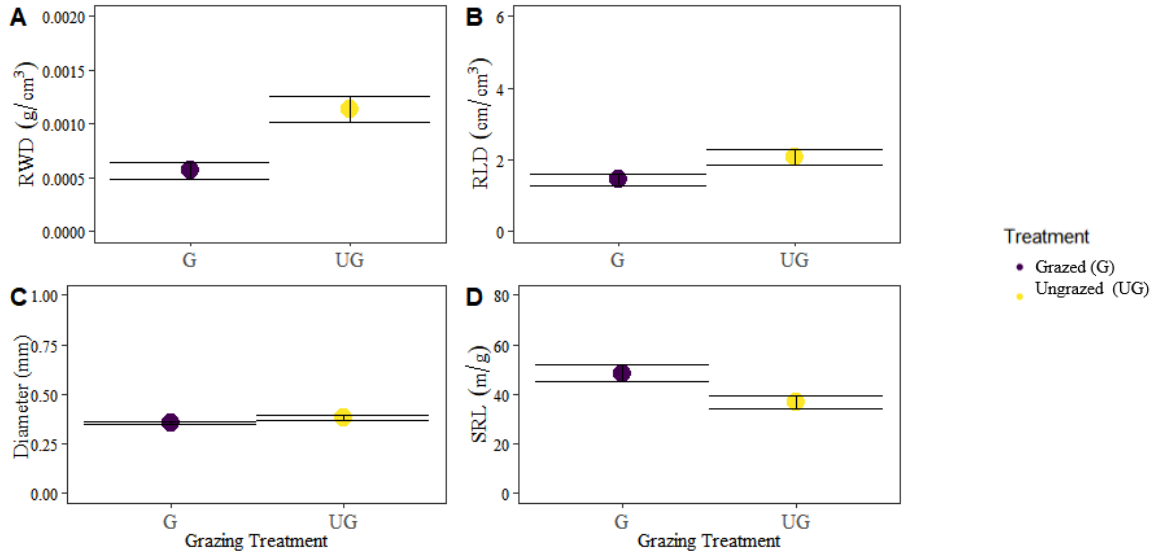 A
RWD (g/cm³)
0.0020
0.0015
0.0010
0.0005
0.0000
G
UG
B
RLD (cm/cm³)
6
4
2
0
G
UG
C
Diameter (mm)
1.00
0.75
0.50
0.25
0.00
G
UG
Grazing Treatment
D
SRL (m/g)
80
60
40
20
0
G
UG
Grazing Treatment
Treatment
Grazed (G)
Ungrazed (UG)